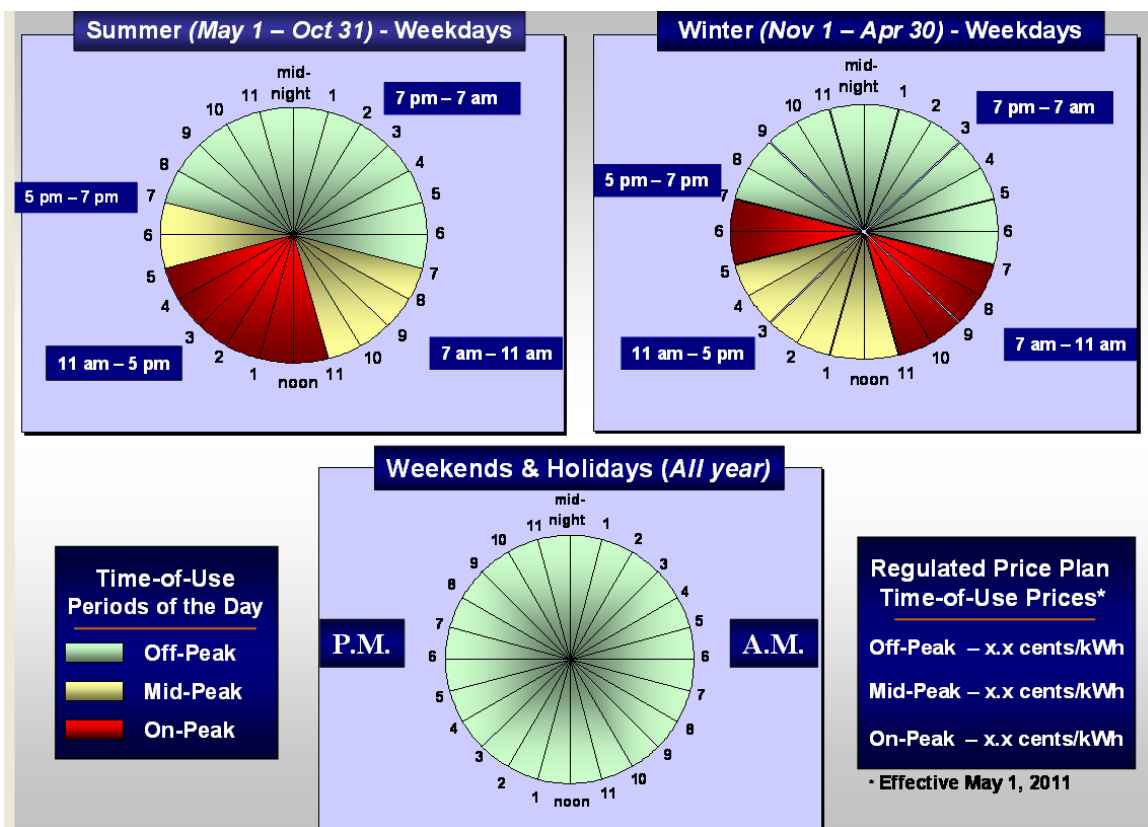 Summer (May 1 – Oct 31) - Weekdays
mid-
night
1
2
3
4
5
6
7
8
9
10
11
noon
1
2
3
4
5
6
7
8
9
10
11
7 pm – 7 am
5 pm – 7 pm
11 am – 5 pm
7 am – 11 am
Winter (Nov 1 – Apr 30) - Weekdays
mid-
night
1
2
3
4
5
6
7
8
9
10
11
noon
1
2
3
4
5
6
7
8
9
10
11
7 pm – 7 am
5 pm – 7 pm
11 am – 5 pm
7 am – 11 am
Weekends & Holidays (All year)
mid-
night
1
2
3
4
5
6
7
8
9
10
11
noon
1
2
3
4
5
6
7
8
9
10
11
P.M.
A.M.
Time-of-Use
Periods of the Day
Off-Peak
Mid-Peak
On-Peak
Regulated Price Plan
Time-of-Use Prices*
Off-Peak – x.x cents/kWh
Mid-Peak – x.x cents/kWh
On-Peak – x.x cents/kWh
* Effective May 1, 2011